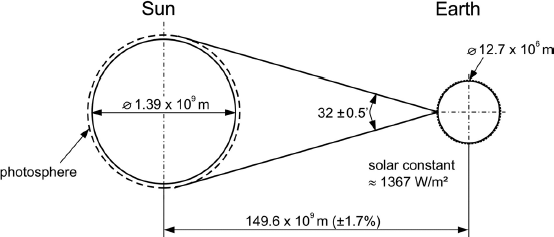 Sun
Earth
⌀ 12.7 x 10⁶ m
⌀ 1.39 x 10⁹ m
32 ±0.5'
photosphere
solar constant
≈ 1367 W/m²
149.6 x 10⁹ m (±1.7%)